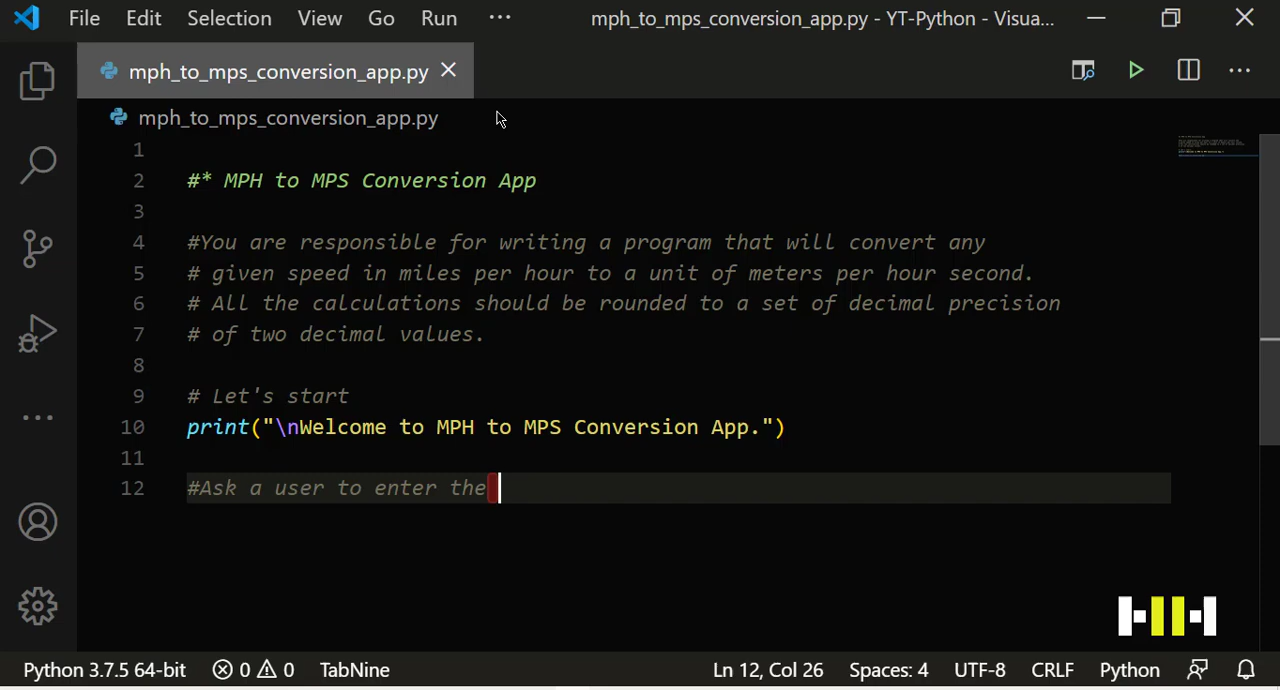 File Edit Selection View Go Run ··· mph_to_mps_conversion_app.py - YT-Python - Visua...
mph_to_mps_conversion_app.py
mph_to_mps_conversion_app.py
1
2 #* MPH to MPS Conversion App
3
4 #You are responsible for writing a program that will convert any
5 # given speed in miles per hour to a unit of meters per hour second.
6 # All the calculations should be rounded to a set of decimal precision
7 # of two decimal values.
8
9 # Let's start
10 print("\nWelcome to MPH to MPS Conversion App.")
11
12 #Ask a user to enter the
Python 3.7.5 64-bit 0 0 TabNine Ln 12, Col 26 Spaces: 4 UTF-8 CRLF Python